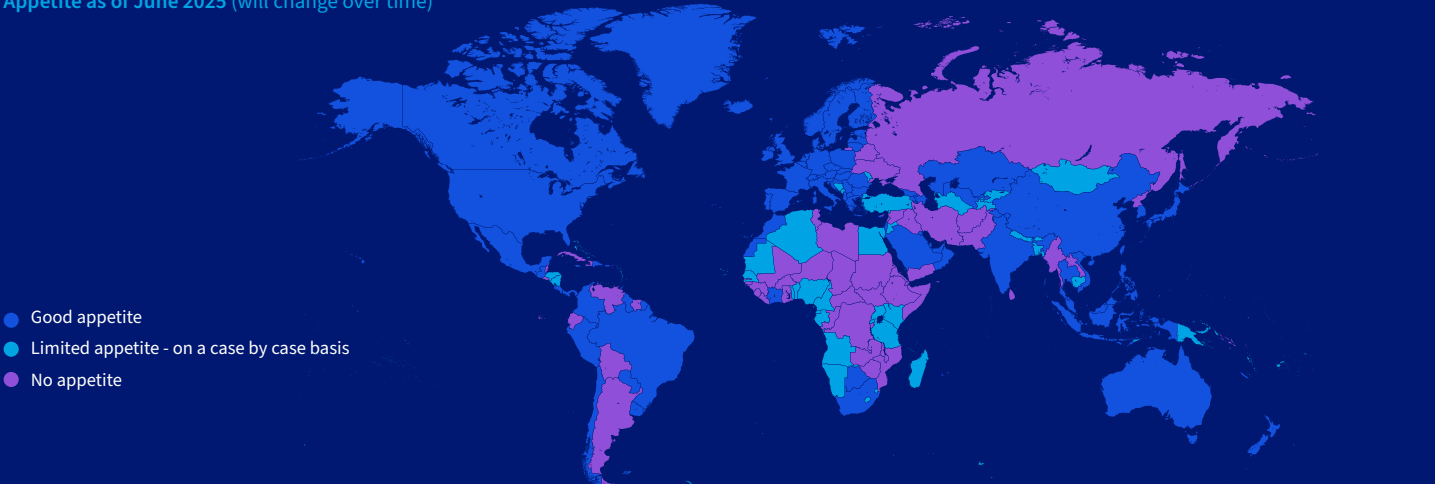 Appetite as of June 2025 (will change over time)
Good appetite
Limited appetite - on a case by case basis
No appetite